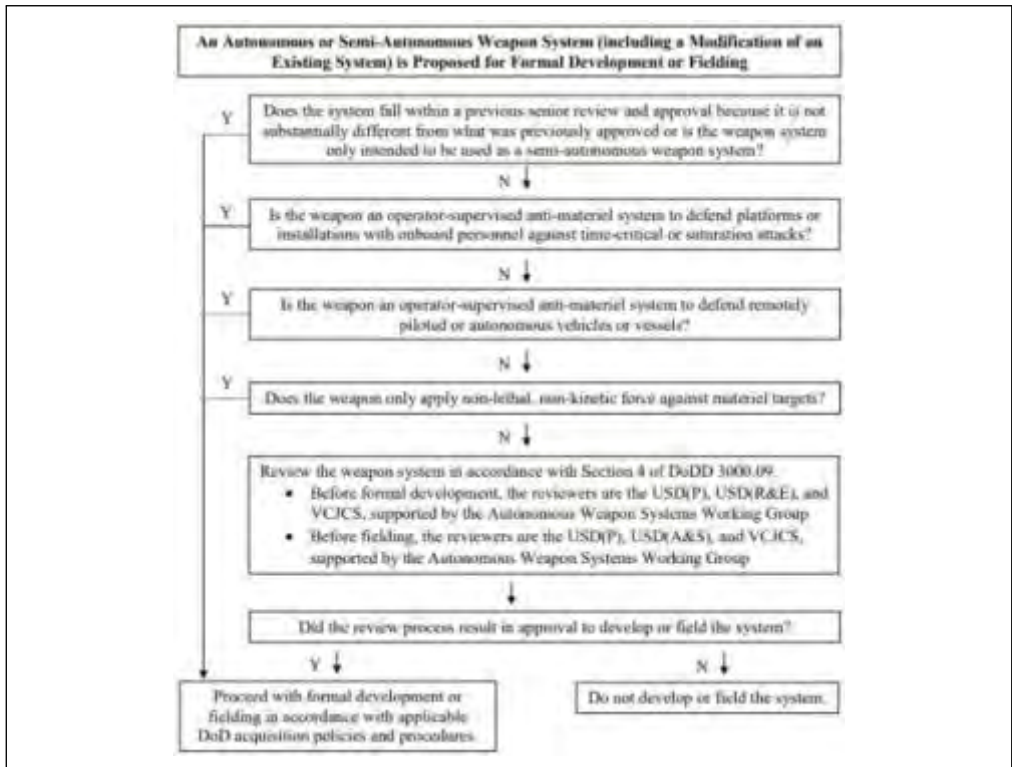 An Autonomous or Semi-Autonomous Weapon System (including a Modification of an
Existing System) is Proposed for Formal Development or Fielding
Y
Does the system fall within a previous senior review and approval because it is not
substantially different from what was previously approved or is the weapon system
only intended to be used as a semi-autonomous weapon system?
N
Y
Is the weapon an operator-supervised anti-materiel system to defend platforms or
installations with onboard personnel against time-critical or saturation attacks?
N
Y
Is the weapon an operator-supervised anti-materiel system to defend remotely
piloted or autonomous vehicles or vessels?
N
Y
Does the weapon only apply non-lethal, non-kinetic force against materiel targets?
N
Review the weapon system in accordance with Section 4 of DoDD 3000.09.
• Before formal development, the reviewers are the USD(P), USD(R&E), and
VCJCS, supported by the Autonomous Weapon Systems Working Group
• Before fielding, the reviewers are the USD(P), USD(A&S), and VCJCS,
supported by the Autonomous Weapon Systems Working Group
Did the review process result in approval to develop or field the system?
Y
N
Proceed with formal development or
fielding in accordance with applicable
DoD acquisition policies and procedures.
Do not develop or field the system.